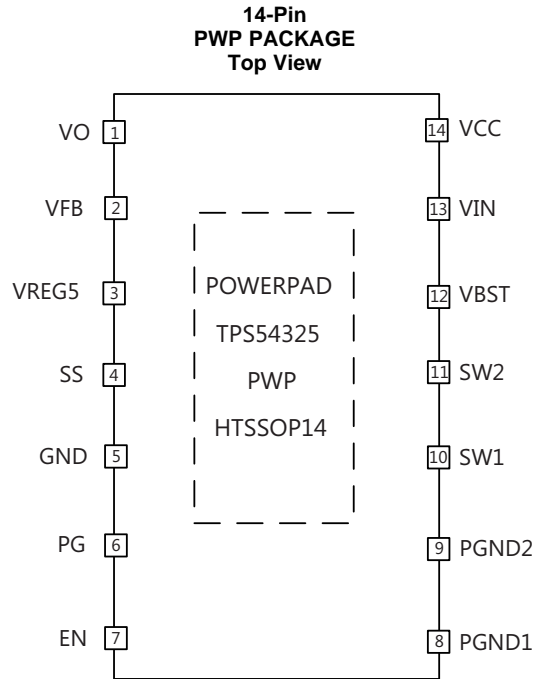 14-Pin
PWP PACKAGE
Top View
VO 1
VFB 2
VREG5 3
SS 4
GND 5
PG 6
EN 7
POWERPAD
TPS54325
PWP
HTSSOP14
14 VCC
13 VIN
12 VBST
11 SW2
10 SW1
9 PGND2
8 PGND1